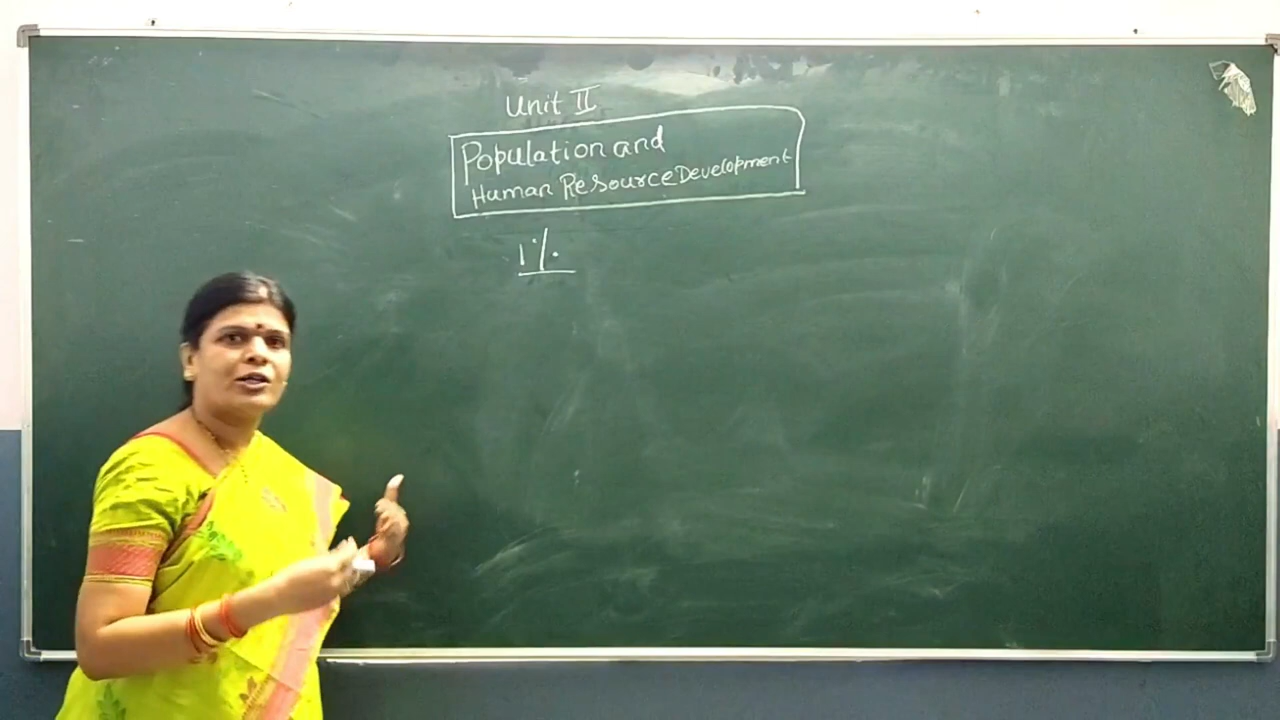 Unit II
Population and
Human Resource Development
1%